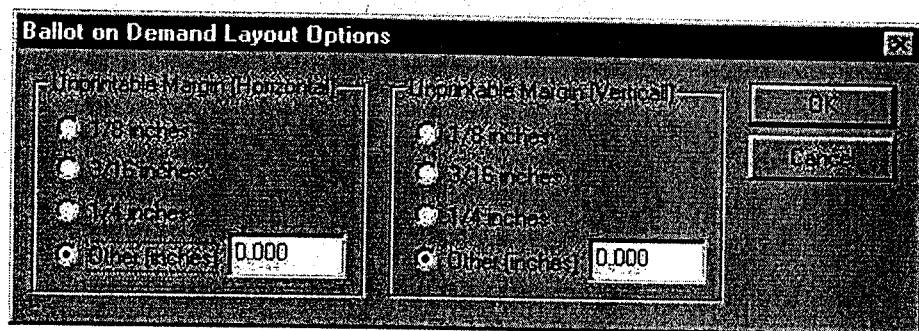 Ballot on Demand Layout Options
Unprintable Margin (Horizontal)
1/8 inches
3/16 inches
1/4 inches
Other (inches) 0.000
Unprintable Margin (Vertical)
1/8 inches
3/16 inches
1/4 inches
Other (inches) 0.000
OK
Cancel